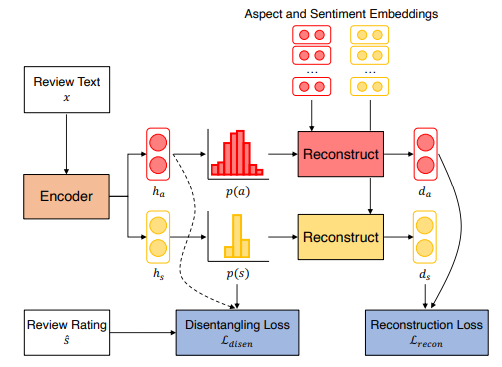 Aspect and Sentiment Embeddings
... ...
Review Text
x
Encoder
h_a
p(a)
Reconstruct
d_a
h_s
p(s)
Reconstruct
d_s
Review Rating
ŝ
Disentangling Loss
ℒ_disen
Reconstruction Loss
ℒ_recon